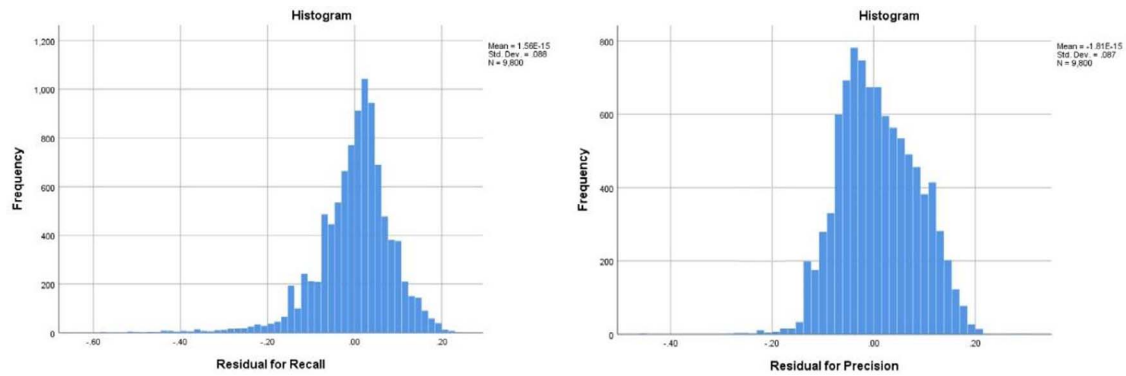 Histogram
Mean = 1.56E-15
Std. Dev. = .088
N = 9,800
1,200
1,000
800
600
400
200
0
Frequency
-.60
-.40
-.20
.00
.20
Residual for Recall
Histogram
Mean = -1.81E-15
Std. Dev. = .087
N = 9,800
800
600
400
200
0
Frequency
-.40
-.20
.00
.20
Residual for Precision